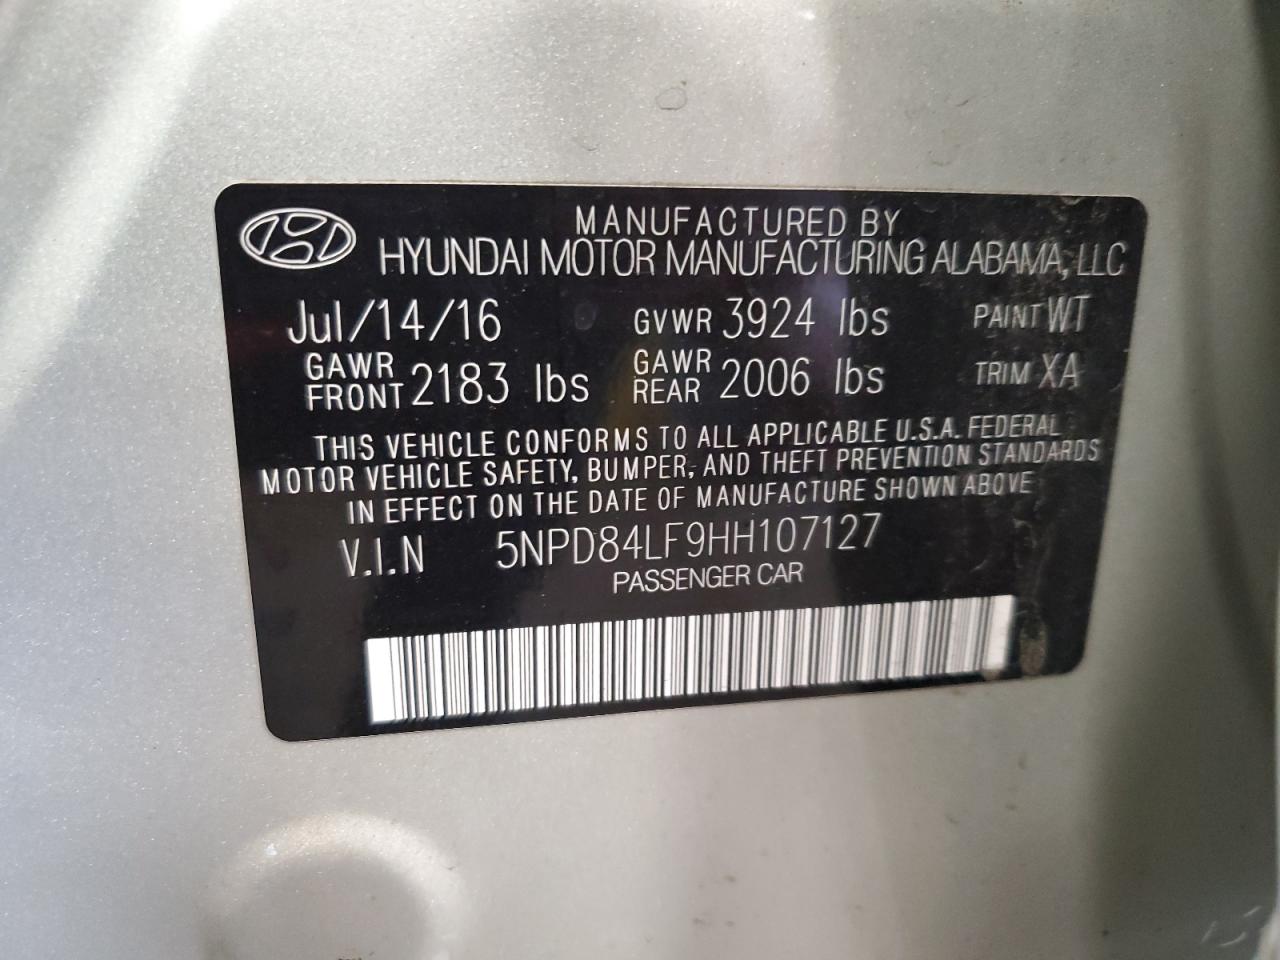 MANUFACTURED BY
HYUNDAI MOTOR MANUFACTURING ALABAMA, LLC
Jul/14/16 GVWR 3924 lbs PAINT WT
GAWR FRONT 2183 lbs GAWR REAR 2006 lbs TRIM XA
THIS VEHICLE CONFORMS TO ALL APPLICABLE U.S.A. FEDERAL
MOTOR VEHICLE SAFETY, BUMPER, AND THEFT PREVENTION STANDARDS
IN EFFECT ON THE DATE OF MANUFACTURE SHOWN ABOVE
V.I.N 5NPD84LF9HH107127
PASSENGER CAR